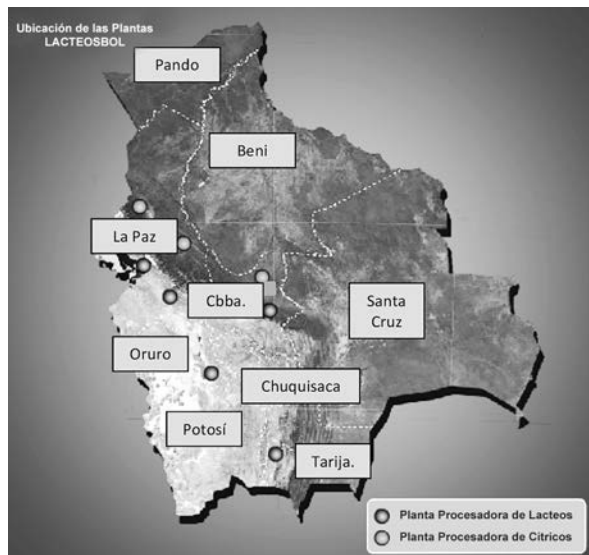 Ubicación de las Plantas
LACTEOSBOL
Pando
Beni
La Paz
Cbba.
Santa
Cruz
Oruro
Chuquisaca
Potosí
Tarija.
Planta Procesadora de Lacteos
Planta Procesadora de Citricos